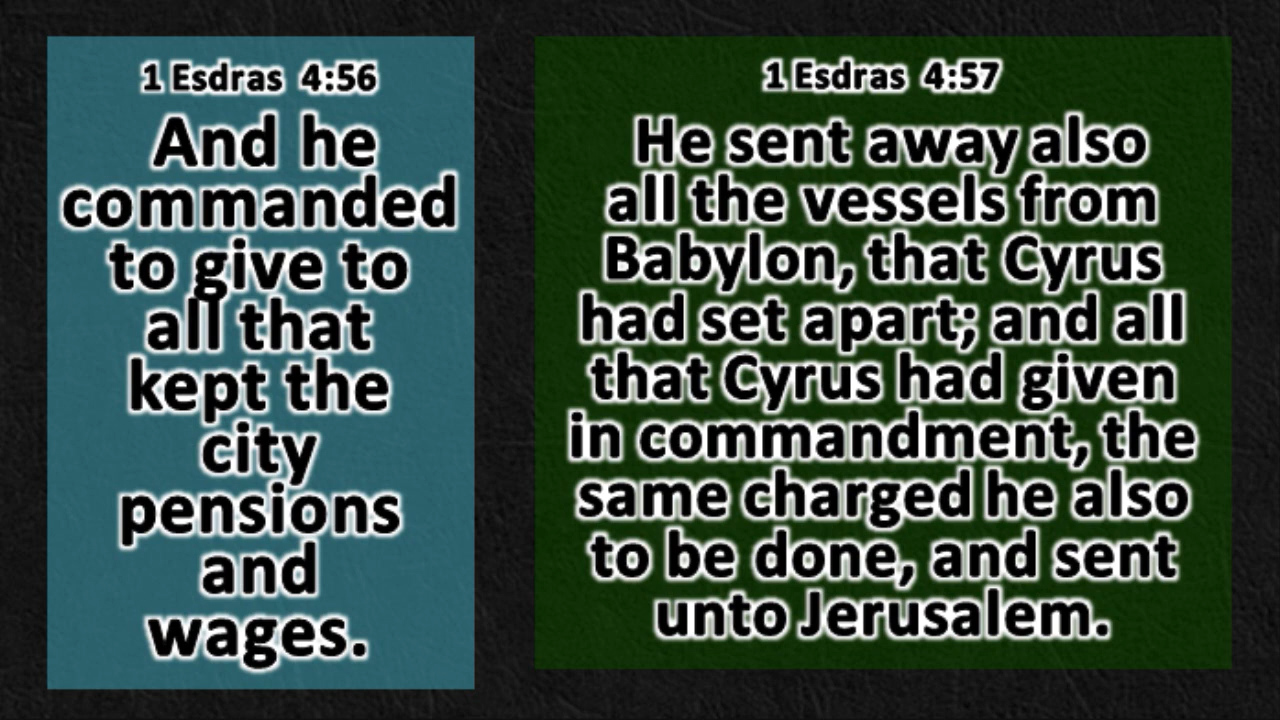 1 Esdras 4:56
And he
commanded
to give to
all that
kept the
city
pensions
and
wages.
1 Esdras 4:57
He sent away also
all the vessels from
Babylon, that Cyrus
had set apart; and all
that Cyrus had given
in commandment, the
same charged he also
to be done, and sent
unto Jerusalem.